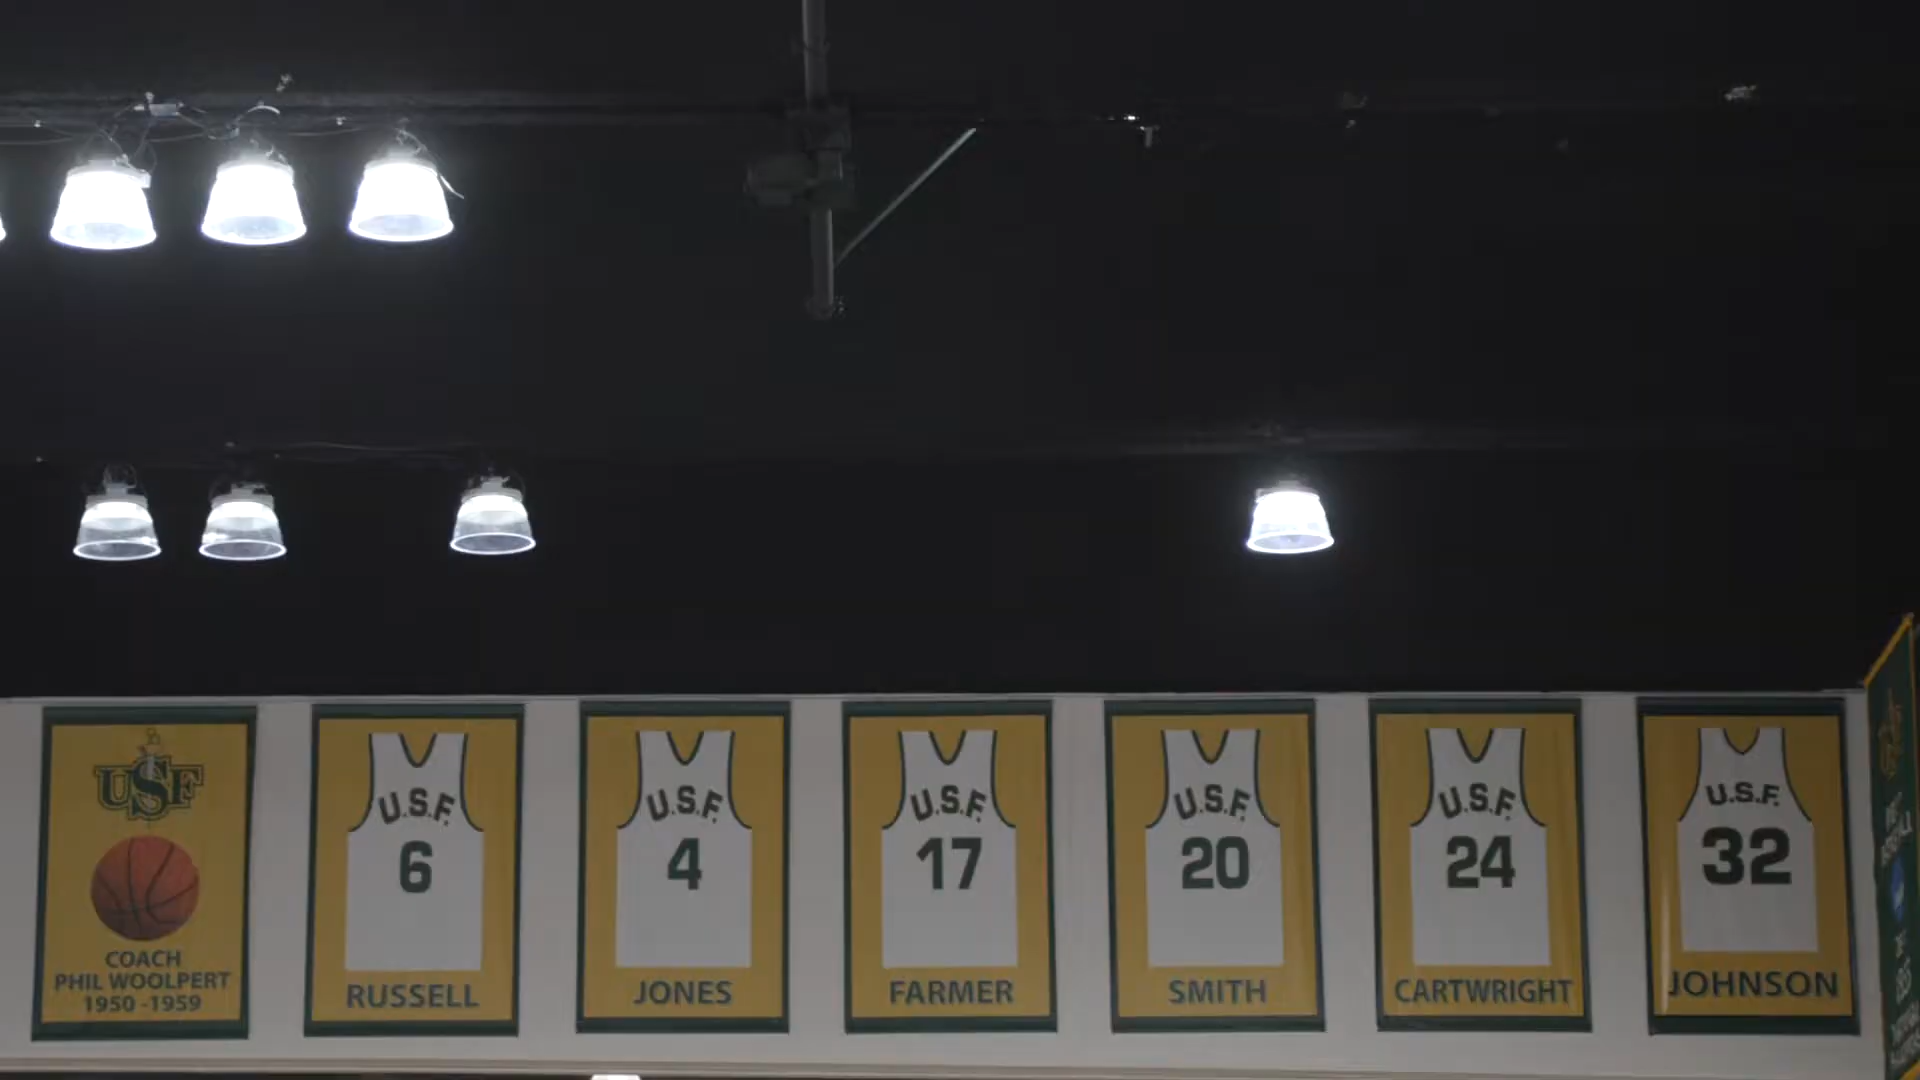 USF
COACH
PHIL WOOLPERT
1950 -1959
U.S.F.
6
RUSSELL
U.S.F.
4
JONES
U.S.F.
17
FARMER
U.S.F.
20
SMITH
U.S.F.
24
CARTWRIGHT
U.S.F.
32
JOHNSON